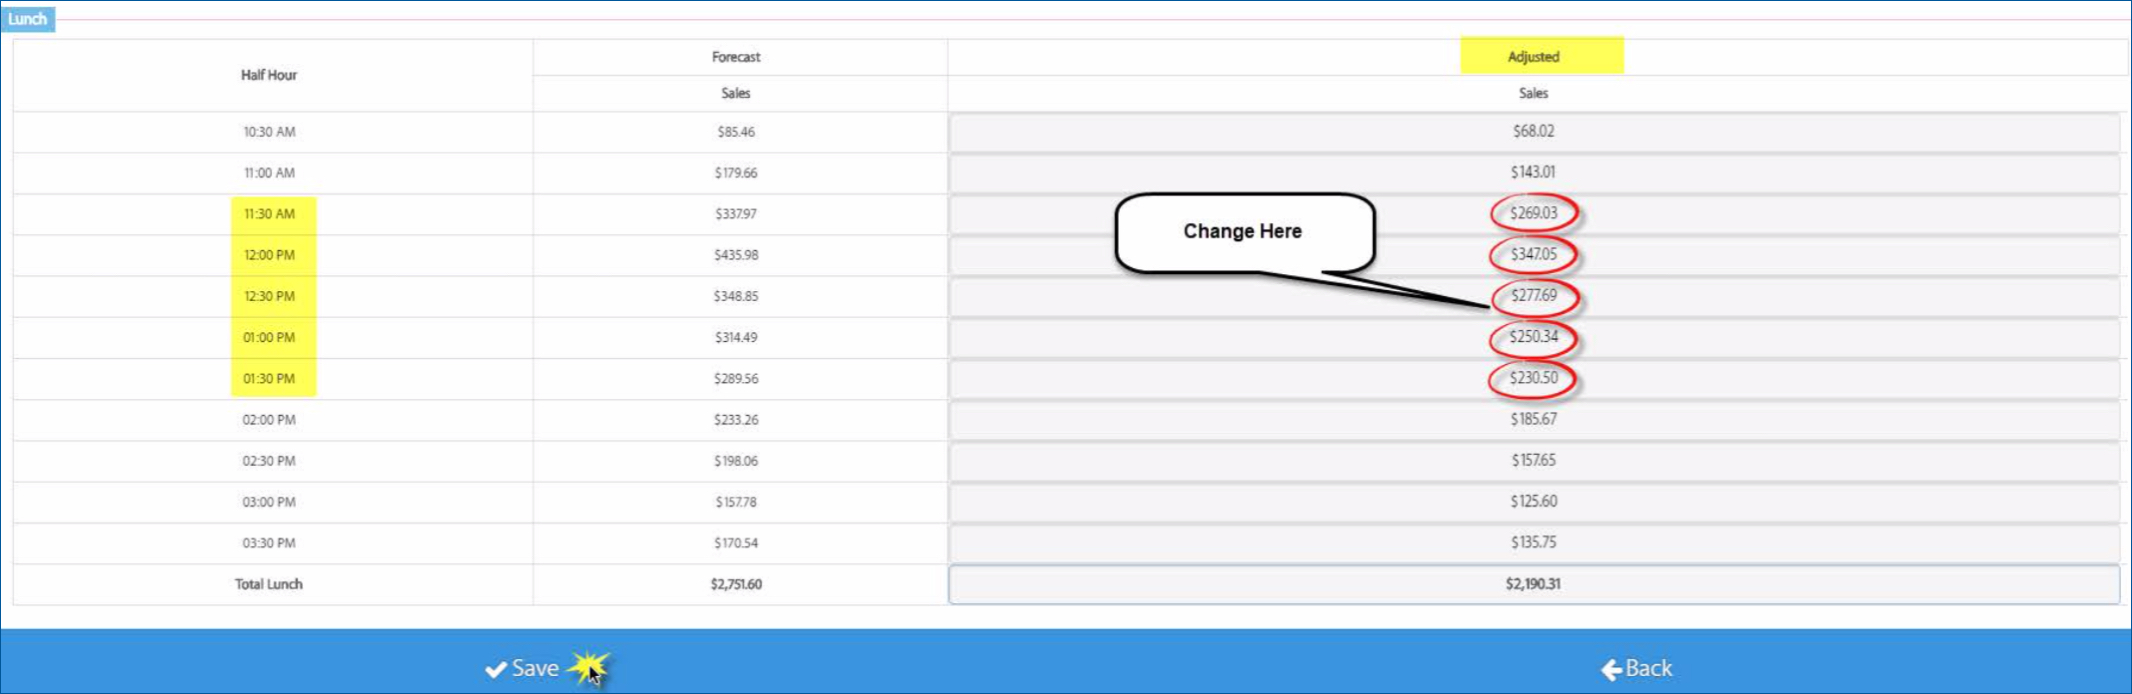 Lunch
Half Hour Forecast Adjusted
Sales Sales
10:30 AM $85.46 $68.02
11:00 AM $179.66 $143.01
11:30 AM $337.97 $269.03
12:00 PM $435.98 $347.05
12:30 PM $348.85 $277.69
01:00 PM $314.49 $250.34
01:30 PM $289.56 $230.50
02:00 PM $233.26 $185.67
02:30 PM $198.06 $157.65
03:00 PM $157.78 $125.60
03:30 PM $170.54 $135.75
Total Lunch $2,751.60 $2,190.31
Change Here
Save Back